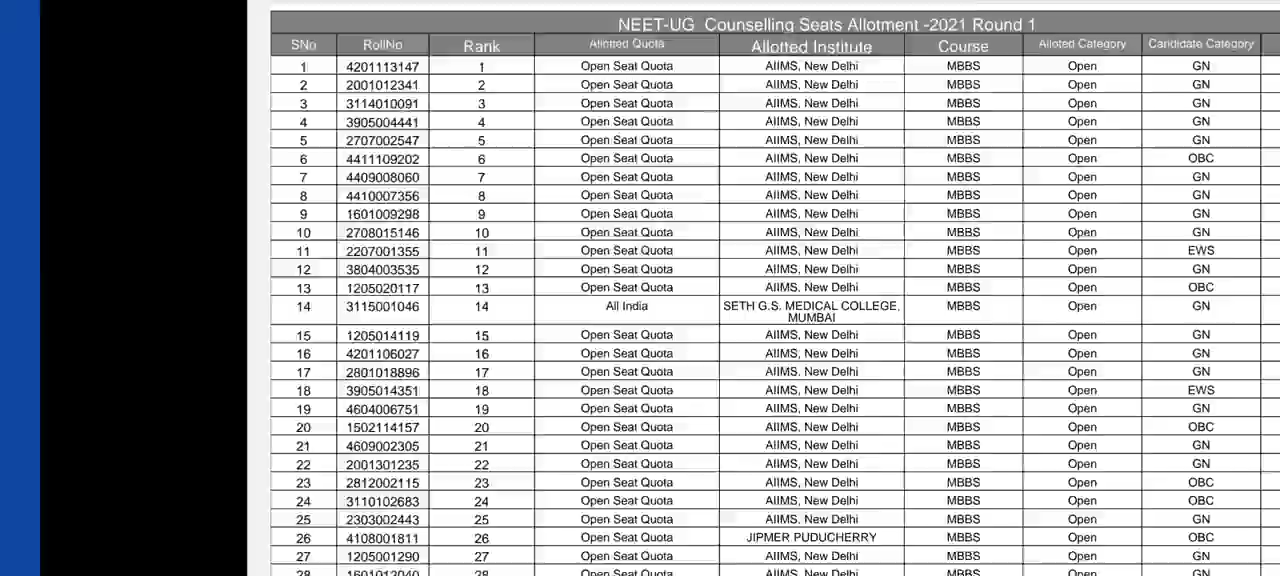 NEET-UG Counselling Seats Allotment -2021 Round 1
SNo RollNo Rank Allotted Quota Allotted Institute Course Alloted Category Candidate Category
1 4201113147 1 Open Seat Quota AIIMS, New Delhi MBBS Open GN
2 2001012341 2 Open Seat Quota AIIMS, New Delhi MBBS Open GN
3 3114010091 3 Open Seat Quota AIIMS, New Delhi MBBS Open GN
4 3905004441 4 Open Seat Quota AIIMS, New Delhi MBBS Open GN
5 2707002547 5 Open Seat Quota AIIMS, New Delhi MBBS Open GN
6 4411109202 6 Open Seat Quota AIIMS, New Delhi MBBS Open OBC
7 4409008060 7 Open Seat Quota AIIMS, New Delhi MBBS Open GN
8 4410007356 8 Open Seat Quota AIIMS, New Delhi MBBS Open GN
9 1601009298 9 Open Seat Quota AIIMS, New Delhi MBBS Open GN
10 2708015146 10 Open Seat Quota AIIMS, New Delhi MBBS Open GN
11 2207001355 11 Open Seat Quota AIIMS, New Delhi MBBS Open EWS
12 3804003535 12 Open Seat Quota AIIMS, New Delhi MBBS Open GN
13 1205020117 13 Open Seat Quota AIIMS, New Delhi MBBS Open OBC
14 3115001046 14 All India SETH G.S. MEDICAL COLLEGE, MBBS Open GN
MUMBAI
15 1205014119 15 Open Seat Quota AIIMS, New Delhi MBBS Open GN
16 4201106027 16 Open Seat Quota AIIMS, New Delhi MBBS Open GN
17 2801018896 17 Open Seat Quota AIIMS, New Delhi MBBS Open GN
18 3905014351 18 Open Seat Quota AIIMS, New Delhi MBBS Open EWS
19 4604006751 19 Open Seat Quota AIIMS, New Delhi MBBS Open GN
20 1502114157 20 Open Seat Quota AIIMS, New Delhi MBBS Open OBC
21 4609002305 21 Open Seat Quota AIIMS, New Delhi MBBS Open GN
22 2001301235 22 Open Seat Quota AIIMS, New Delhi MBBS Open GN
23 2812002115 23 Open Seat Quota AIIMS, New Delhi MBBS Open OBC
24 3110102683 24 Open Seat Quota AIIMS, New Delhi MBBS Open OBC
25 2303002443 25 Open Seat Quota AIIMS, New Delhi MBBS Open GN
26 4108001811 26 Open Seat Quota JIPMER PUDUCHERRY MBBS Open OBC
27 1205001290 27 Open Seat Quota AIIMS, New Delhi MBBS Open GN
28 1601012040 28 Open Seat Quota AIIMS, New Delhi MBBS Open GN